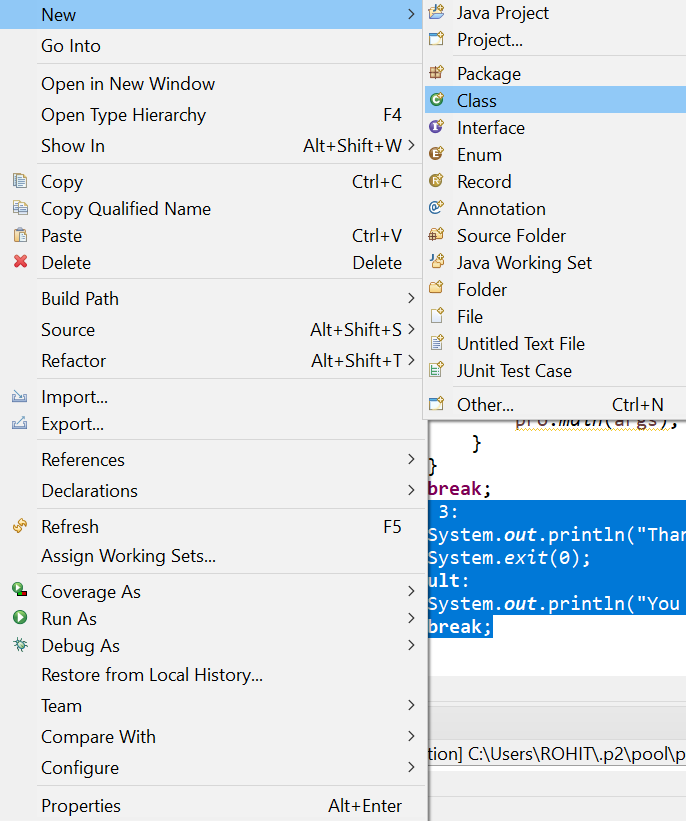 New
Go Into
Open in New Window
Open Type Hierarchy F4
Show In Alt+Shift+W
Copy Ctrl+C
Copy Qualified Name
Paste Ctrl+V
Delete Delete
Build Path
Source Alt+Shift+S
Refactor Alt+Shift+T
Import...
Export...
References
Declarations
Refresh F5
Assign Working Sets...
Coverage As
Run As
Debug As
Restore from Local History...
Team
Compare With
Configure
Properties Alt+Enter
Java Project
Project...
Package
Class
Interface
Enum
Record
Annotation
Source Folder
Java Working Set
Folder
File
Untitled Text File
JUnit Test Case
Other... Ctrl+N
pro.main(args);
}
}
break;
3:
System.out.println("Than
System.exit(0);
ult:
System.out.println("You
break;
tion] C:\Users\ROHIT\.p2\pool\p